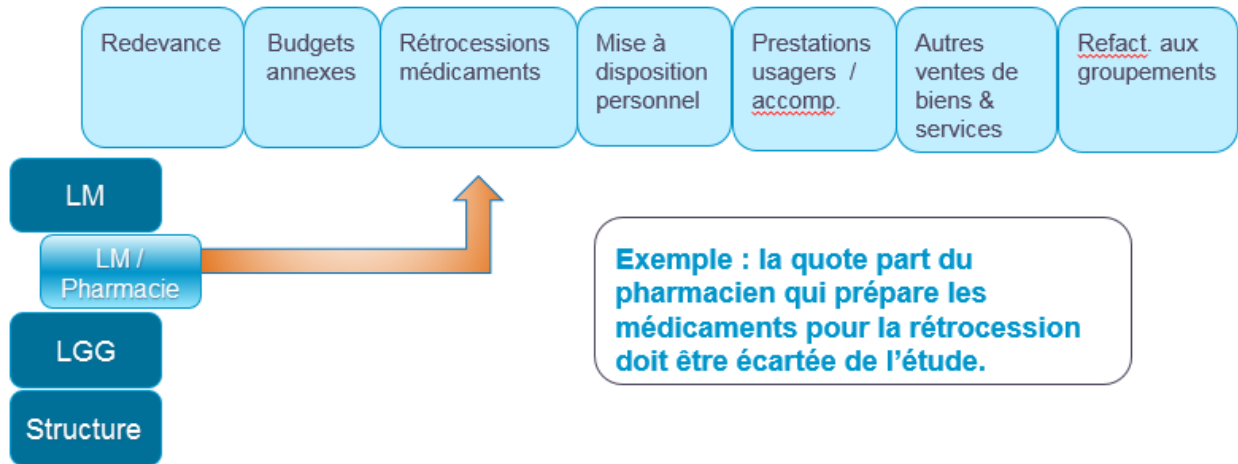 Redevance
Budgets
annexes
Rétrocessions
médicaments
Mise à
disposition
personnel
Prestations
usagers /
accomp.
Autres
ventes de
biens &
services
Refact. aux
groupements
LM
LM /
Pharmacie
LGG
Structure
Exemple : la quote part du
pharmacien qui prépare les
médicaments pour la rétrocession
doit être écartée de l’étude.